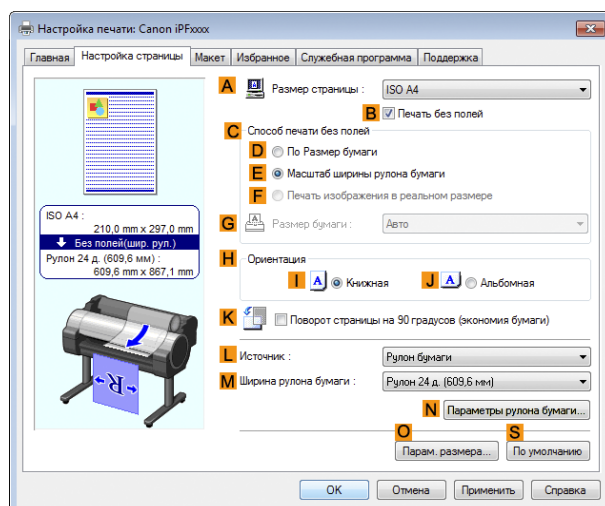 Настройка печати: Canon iPFxxxx
Главная Настройка страницы Макет Избранное Служебная программа Поддержка
A Размер страницы : ISO A4
B Печать без полей
C Способ печати без полей
D По Размер бумаги
E Масштаб ширины рулона бумаги
F Печать изображения в реальном размере
G Размер бумаги : Авто
ISO A4 :
210,0 mm x 297,0 mm
Без полей(шир. рул.)
Рулон 24 д. (609,6 мм) :
609,6 mm x 867,1 mm
H Ориентация
I A Книжная J A Альбомная
K Поворот страницы на 90 градусов (экономия бумаги)
L Источник : Рулон бумаги
M Ширина рулона бумаги : Рулон 24 д. (609,6 мм)
R
N Параметры рулона бумаги...
O S
Парам. размера... По умолчанию
OK Отмена Применить Справка